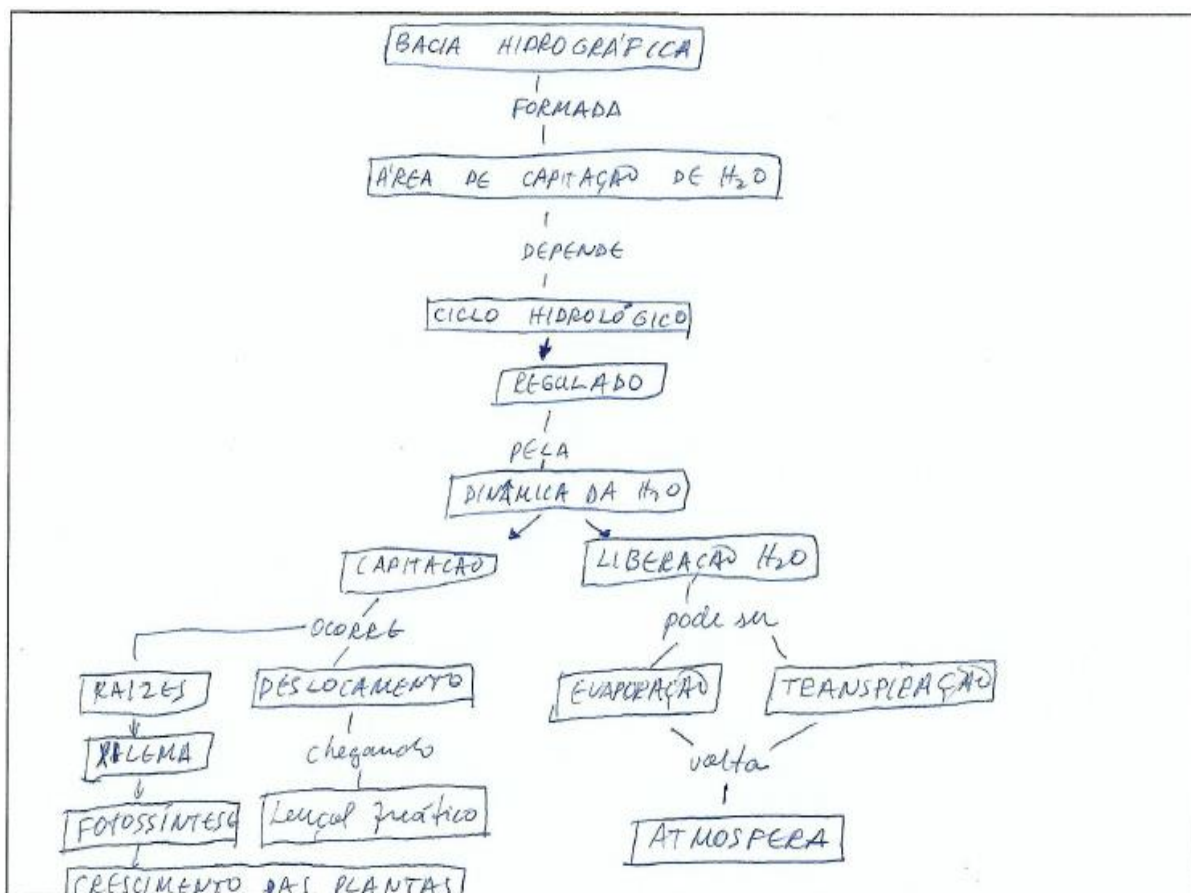 BACIA HIDROGRÁFICA
FORMADA
ÁREA DE CAPITAÇÃO DE H₂O
DEPENDE
CICLO HIDROLÓGICO
REGULADO
PELA
DINÂMICA DA H₂O
CAPITACÃO LIBERAÇÃO H₂O
OCORRE pode ser
RAIZES DESLOCAMENTO EVAPORAÇÃO TRANSPIRAÇÃO
XILEMA chegando volta
FOTOSSÍNTESE Lençol freático ATMOSFERA
CRESCIMENTO DAS PLANTAS